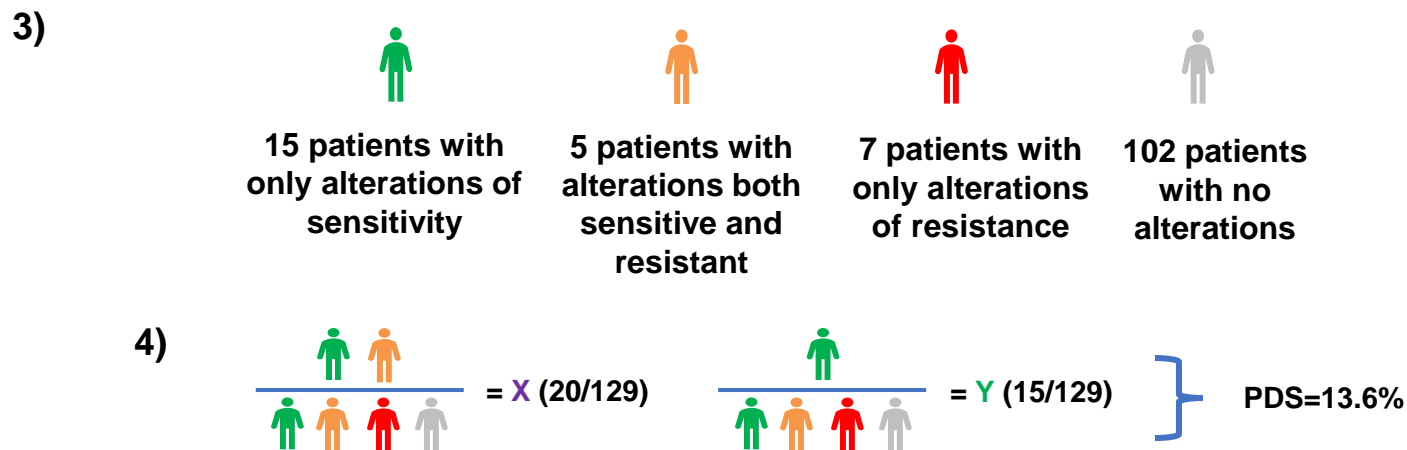 3)
15 patients with
only alterations of
sensitivity
5 patients with
alterations both
sensitive and
resistant
7 patients with
only alterations
of resistance
102 patients
with no
alterations
4)
= X (20/129)
= Y (15/129)
PDS=13.6%